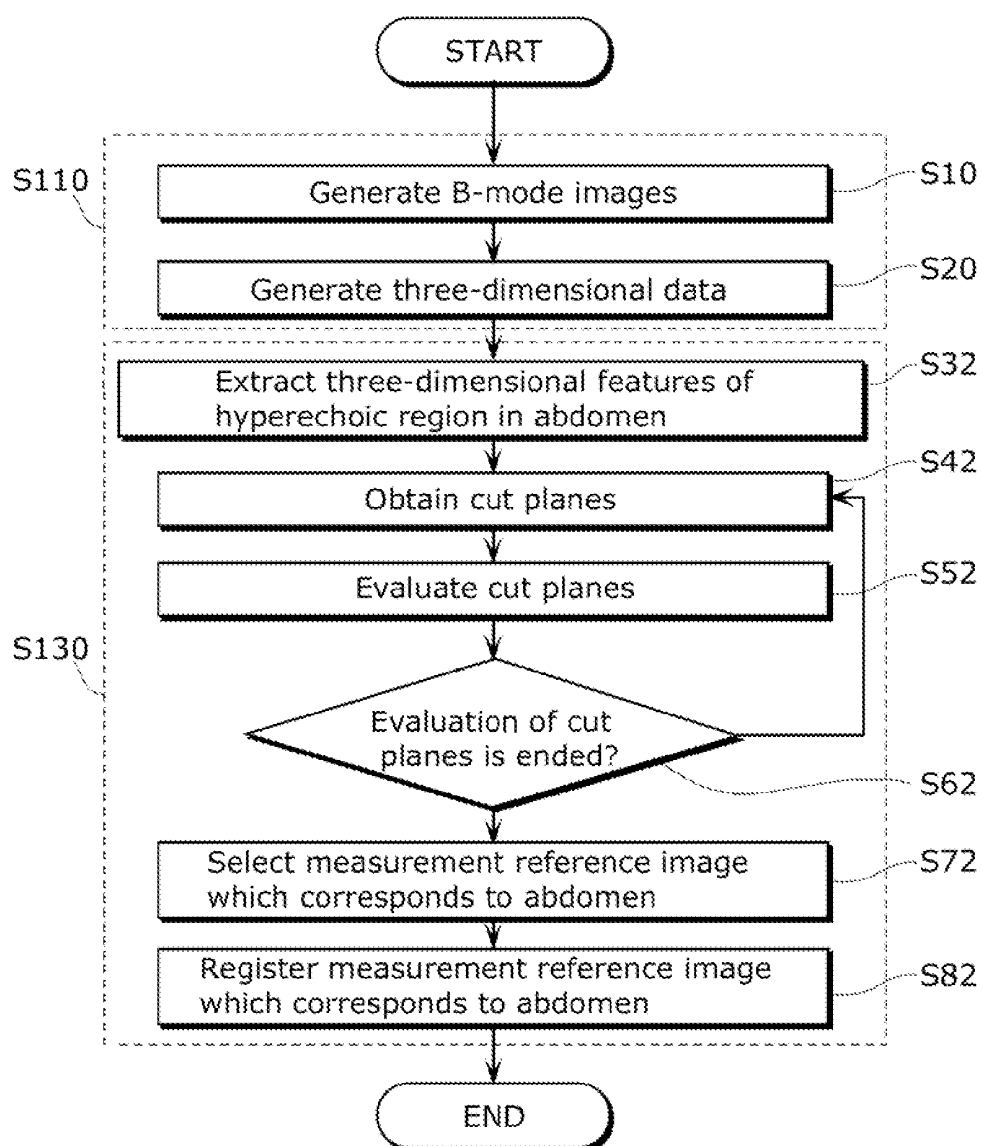 START
S110
Generate B-mode images
S10
Generate three-dimensional data
S20
Extract three-dimensional features of
hyperechoic region in abdomen
S32
Obtain cut planes
S42
Evaluate cut planes
S52
S130
Evaluation of cut
planes is ended?
S62
Select measurement reference image
which corresponds to abdomen
S72
Register measurement reference image
which corresponds to abdomen
S82
END